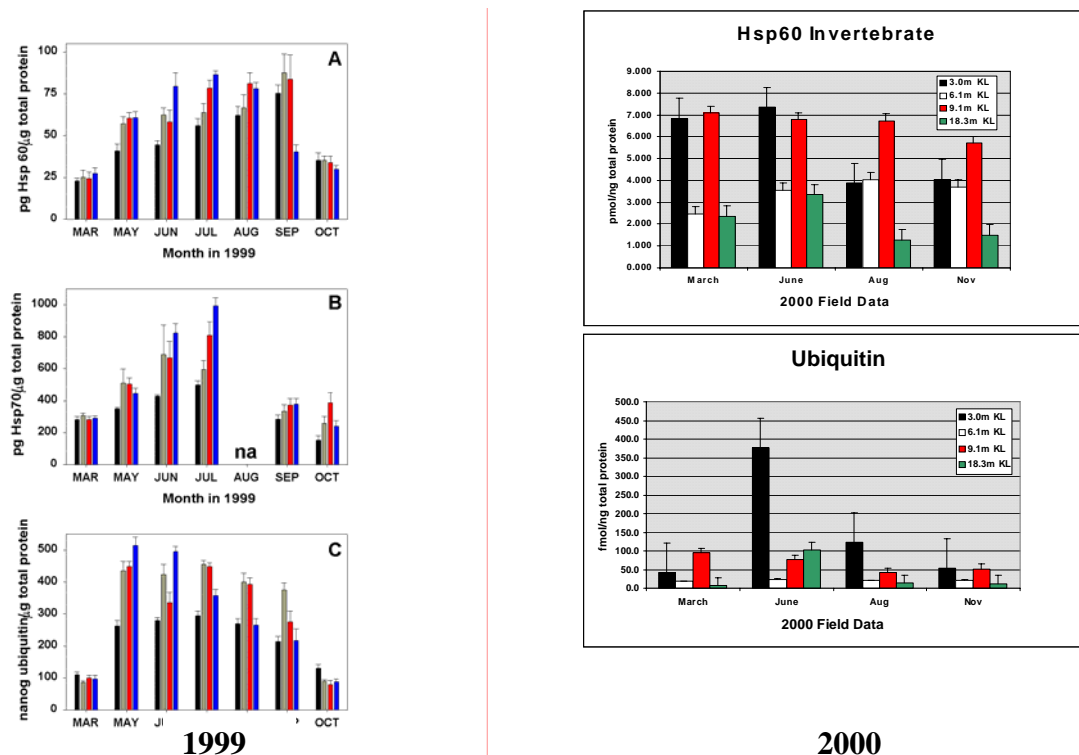 A
100
75
50
25
0
pg Hsp 60/µg total protein
MAR MAY JUN JUL AUG SEP OCT
Month in 1999
B
1000
800
600
400
200
0
pg Hsp70/µg total protein
na
MAR MAY JUN JUL AUG SEP OCT
Month in 1999
C
500
400
300
200
100
0
nanog ubiquitin/µg total protein
MAR MAY OCT
1999
Hsp60 Invertebrate
9.000
8.000
7.000
6.000
5.000
4.000
3.000
2.000
1.000
0.000
pmol/ng total protein
3.0m KL
6.1m KL
9.1m KL
18.3m KL
March June Aug Nov
2000 Field Data
Ubiquitin
500.0
450.0
400.0
350.0
300.0
250.0
200.0
150.0
100.0
50.0
0.0
fmol/ng total protein
3.0m KL
6.1m KL
9.1m KL
18.3m KL
March June Aug Nov
2000 Field Data
2000